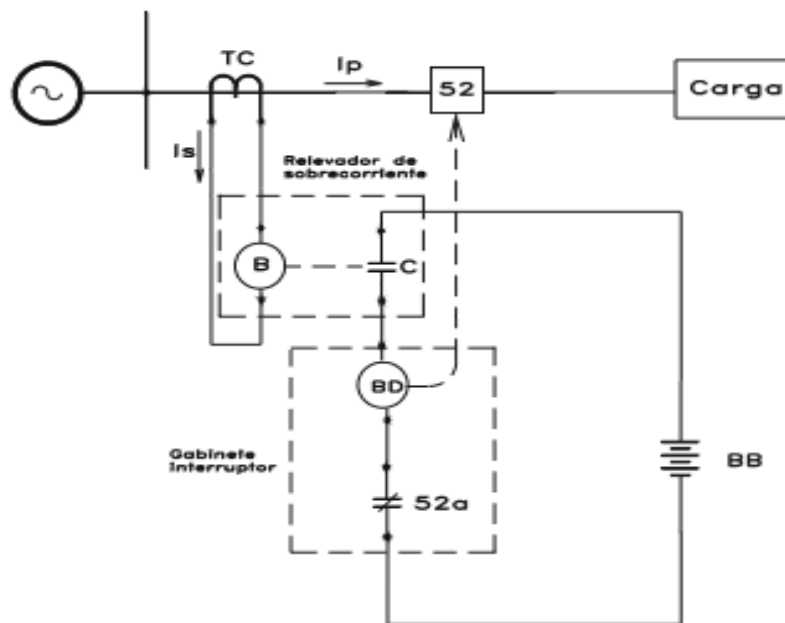 TC
Ip
52
Carga
Is
Relevador de
sobrecorriente
B
C
BD
Gabinete
Interruptor
52a
BB